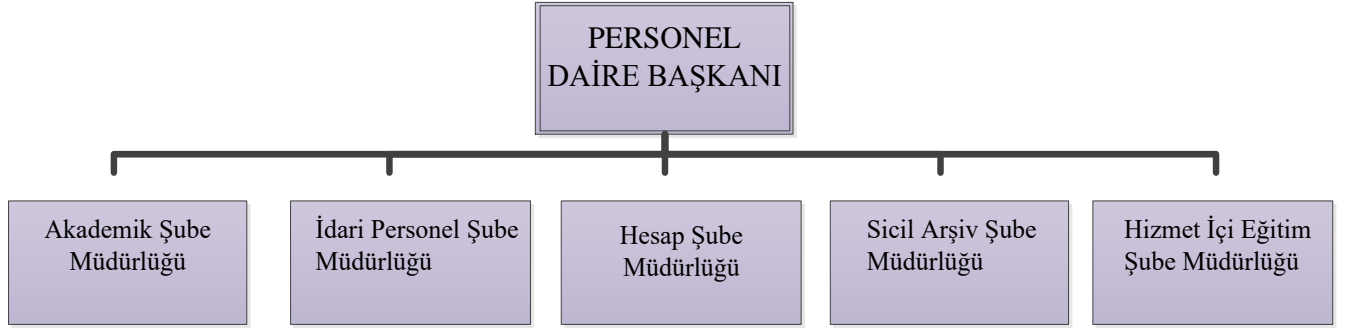 PERSONEL
DAİRE BAŞKANI
Akademik Şube
Müdürlüğü
İdari Personel Şube
Müdürlüğü
Hesap Şube
Müdürlüğü
Sicil Arşiv Şube
Müdürlüğü
Hizmet İçi Eğitim
Şube Müdürlüğü